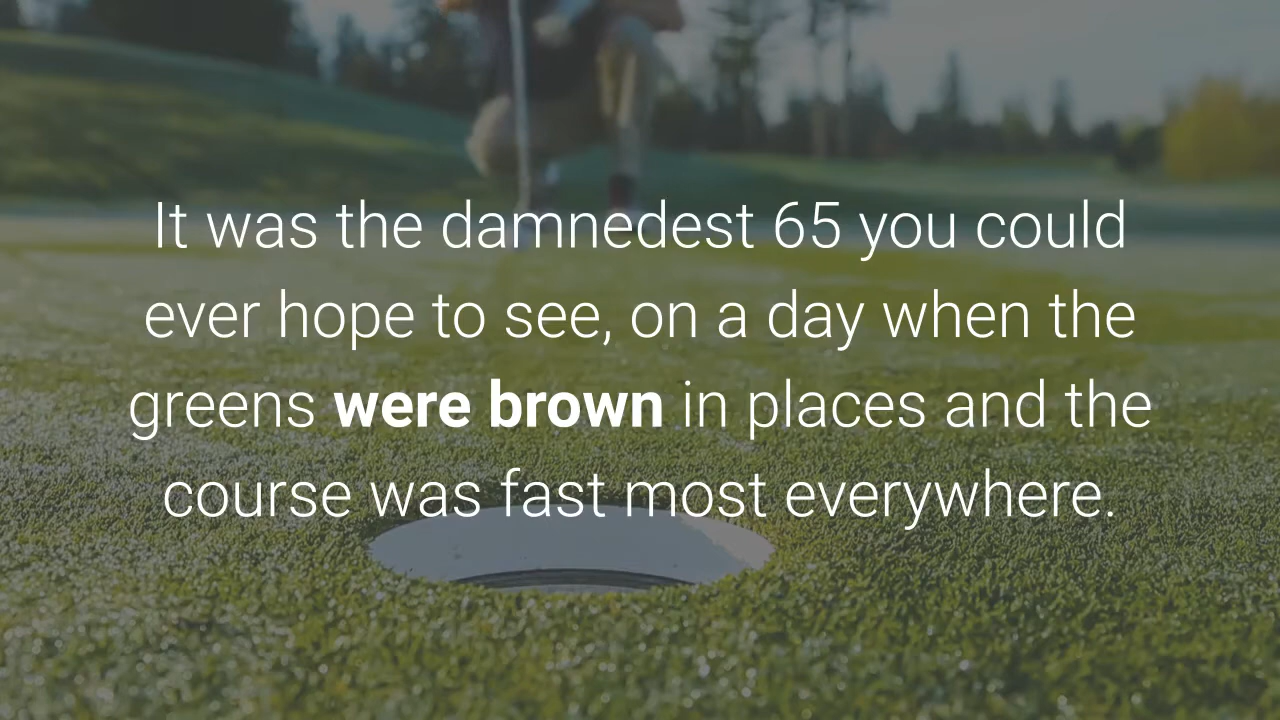 It was the damnedest 65 you could
ever hope to see, on a day when the
greens were brown in places and the
course was fast most everywhere.